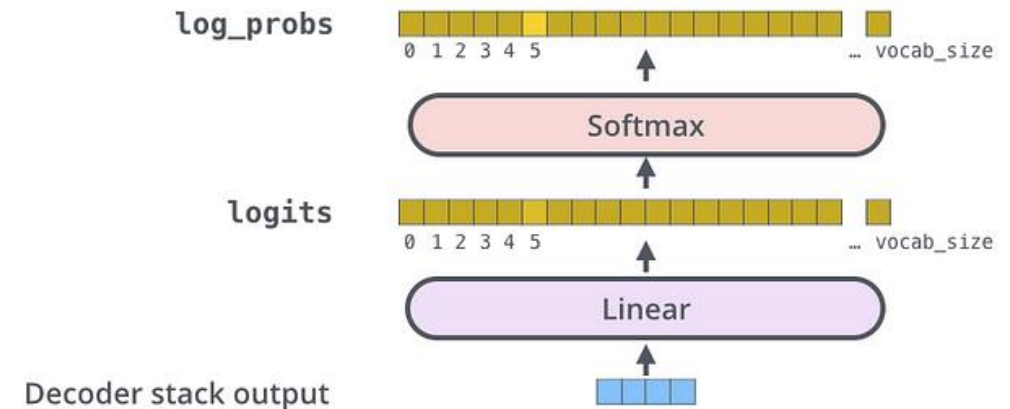 log_probs
0 1 2 3 4 5 … vocab_size
Softmax
logits
0 1 2 3 4 5 … vocab_size
Linear
Decoder stack output